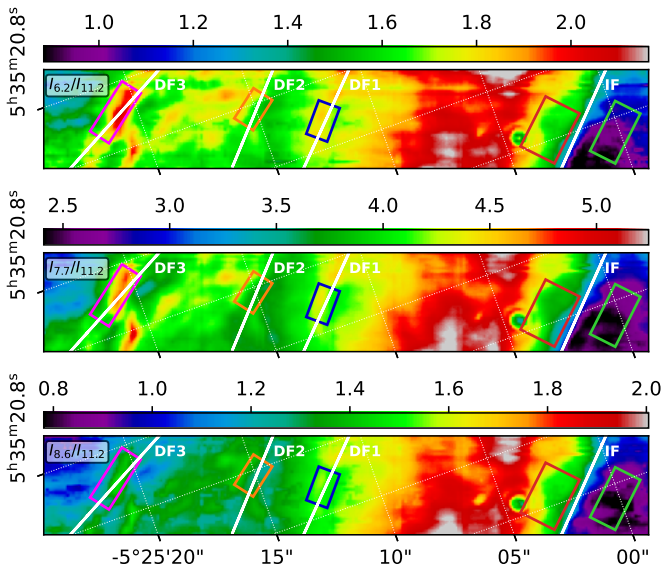 1.0 1.2 1.4 1.6 1.8 2.0
I6.2/I11.2 DF3 DF2 DF1 IF
5h35m20.8s
2.5 3.0 3.5 4.0 4.5 5.0
I7.7/I11.2 DF3 DF2 DF1 IF
5h35m20.8s
0.8 1.0 1.2 1.4 1.6 1.8 2.0
I8.6/I11.2 DF3 DF2 DF1 IF
5h35m20.8s
-5°25'20" 15" 10" 05" 00"